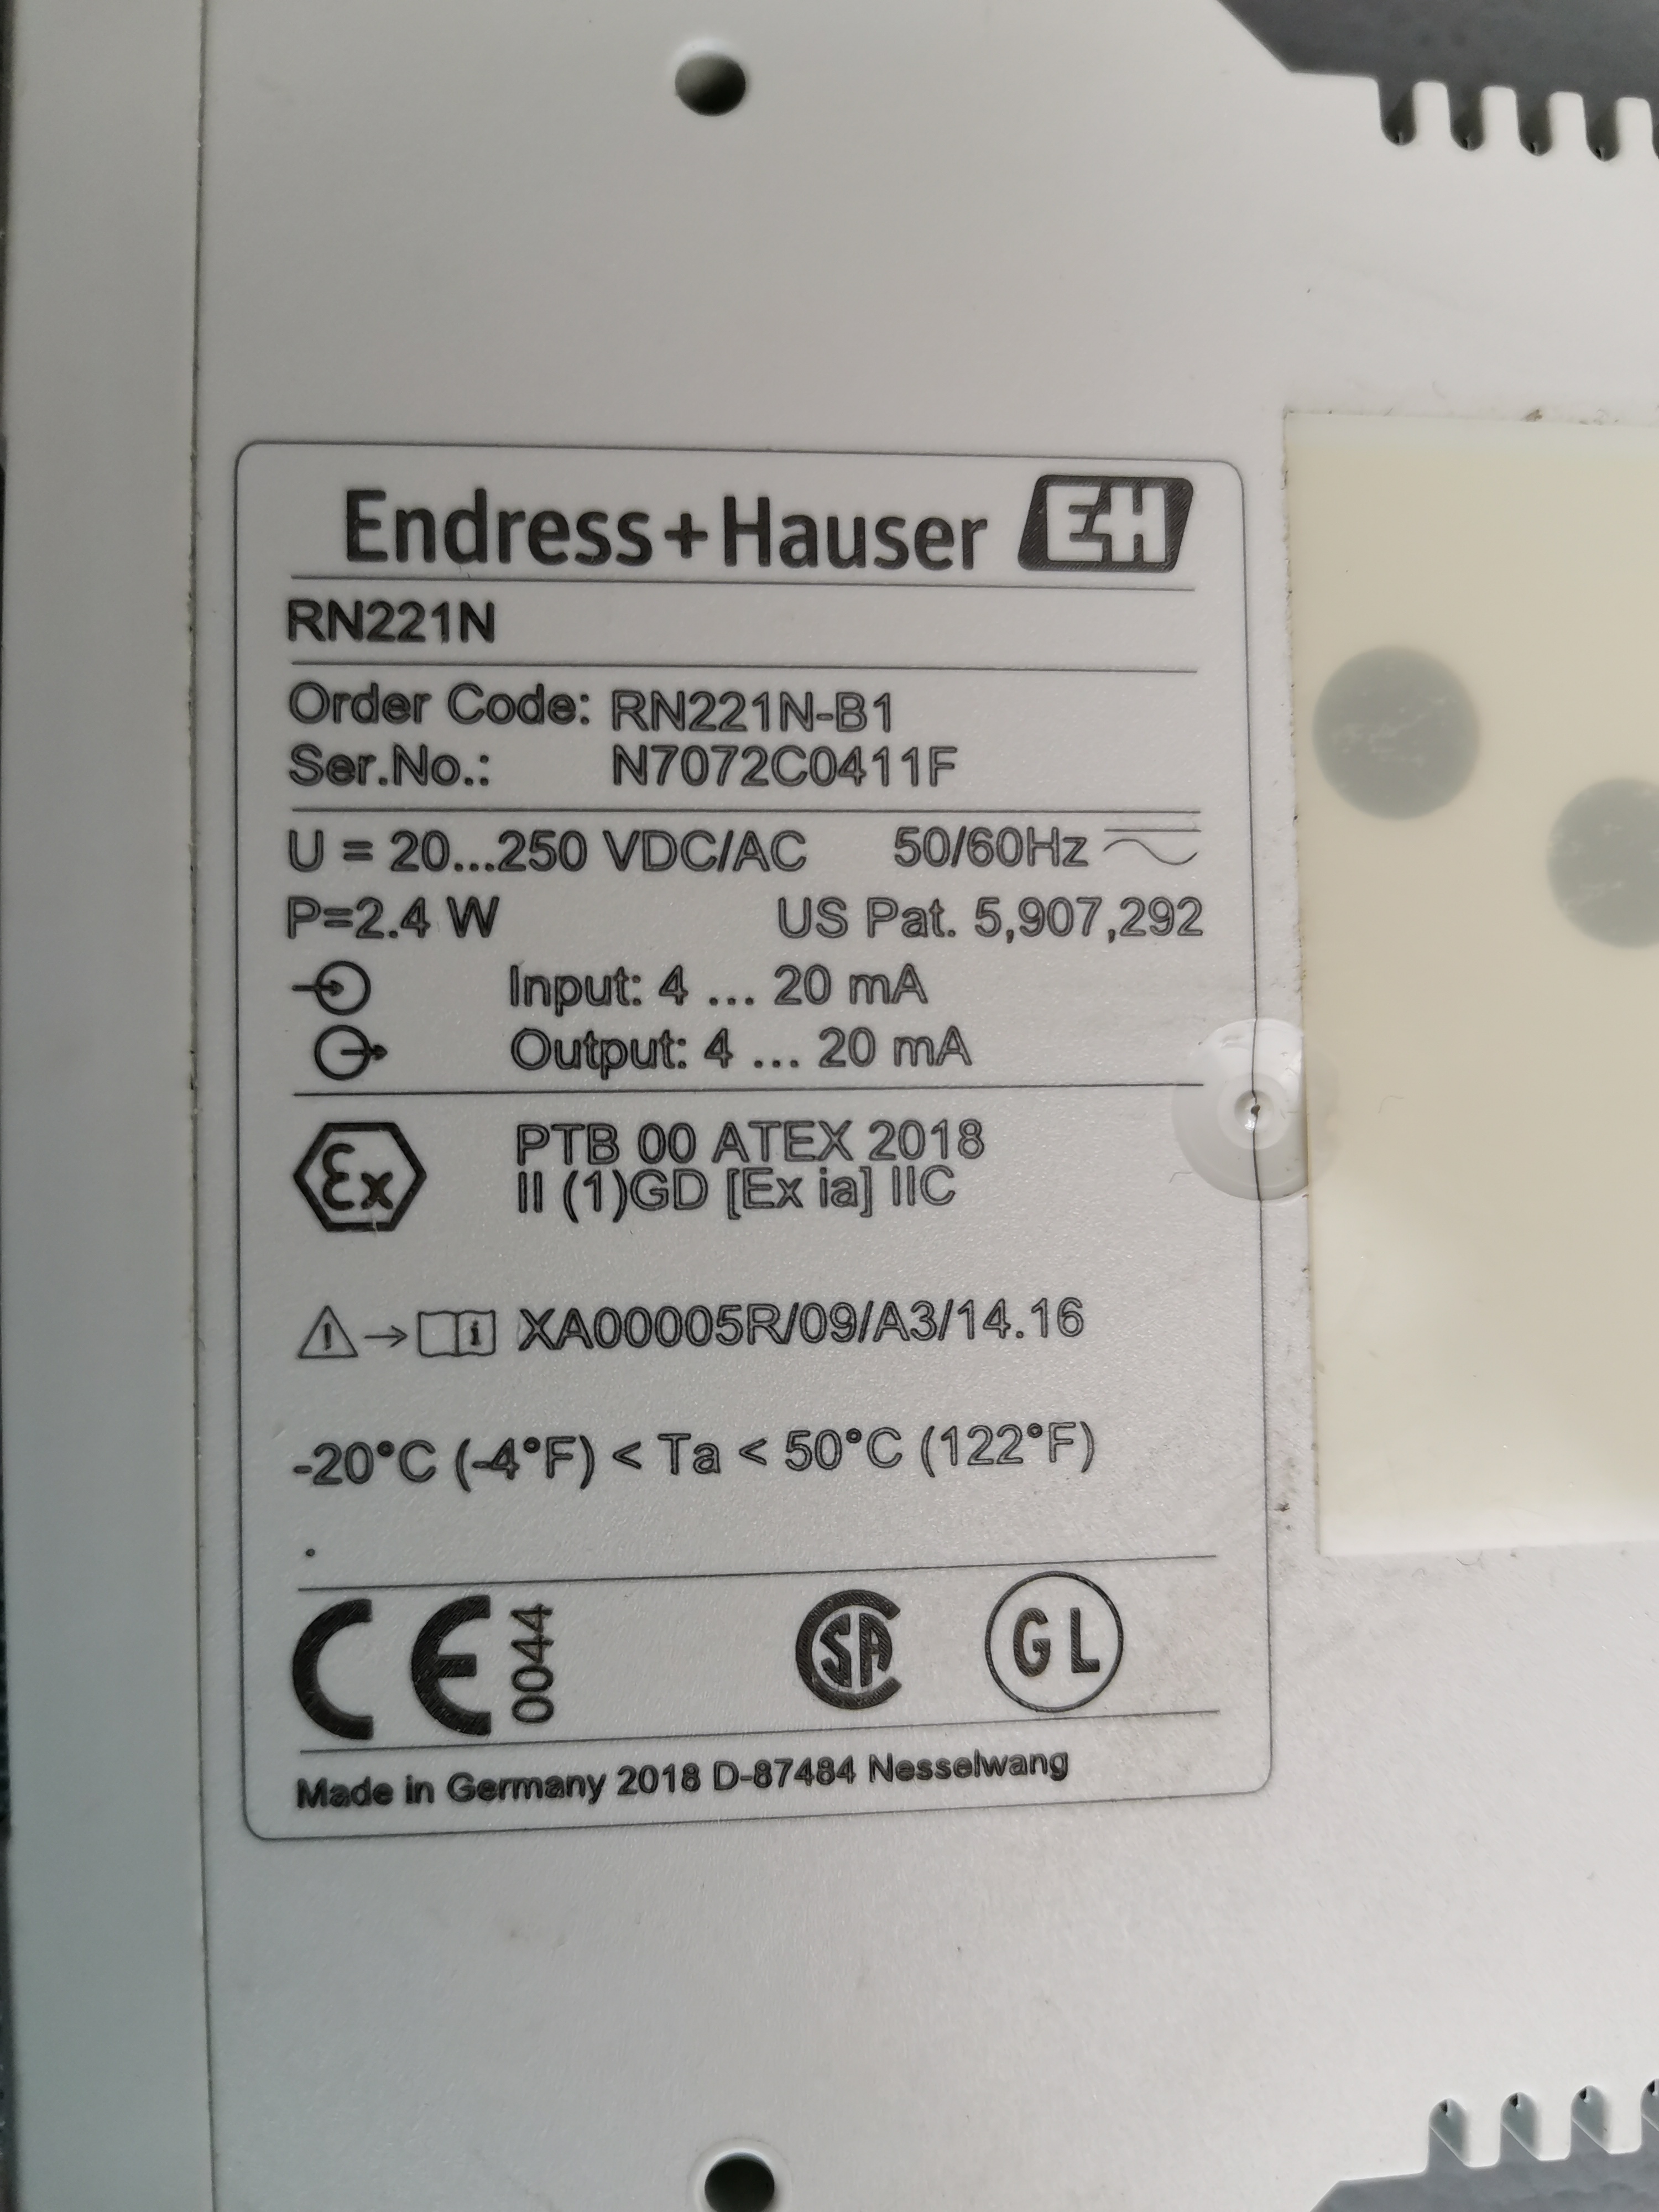 Endress+Hauser EH
RN221N
Order Code: RN221N-B1
Ser.No.: N7072C0411F
U = 20...250 VDC/AC 50/60Hz
P=2.4 W US Pat. 5,907,292
Input: 4 ... 20 mA
Output: 4 ... 20 mA
Ex PTB 00 ATEX 2018
II (1)GD [Ex ia] IIC
XA00005R/09/A3/14.16
-20°C (-4°F) < Ta < 50°C (122°F)
.
CE 0044 CSA GL
Made in Germany 2018 D-87484 Nesselwang